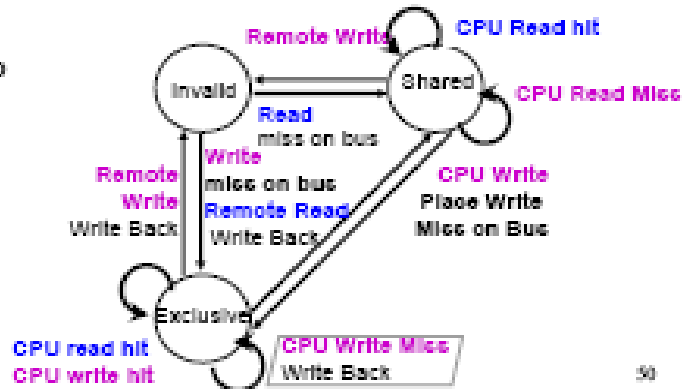 Remote Write
CPU Read hit
Invalid
Shared
CPU Read Miss
Read
miss on bus
Write
miss on bus
Remote
Write
Write Back
Remote Read
Write Back
CPU Write
Place Write
Miss on Bus
Exclusive
CPU read hit
CPU write hit
CPU Write Miss
Write Back
50